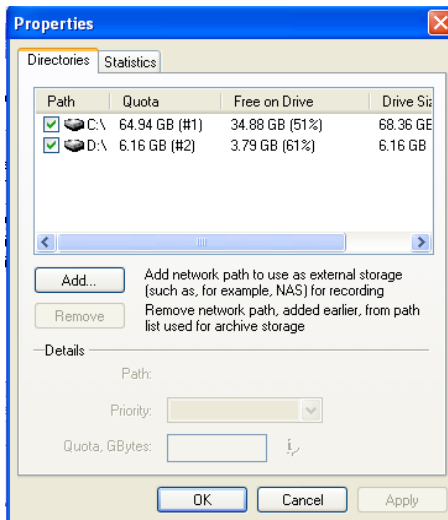 Properties
Directories Statistics
Path Quota Free on Drive Drive Siz
C:\ 64.94 GB (#1) 34.88 GB (51%) 68.36 GE
D:\ 6.16 GB (#2) 3.79 GB (61%) 6.16 GB
Add... Add network path to use as external storage
(such as, for example, NAS) for recording
Remove Remove network path, added earlier, from path
list used for archive storage
Details
Path:
Priority:
Quota, GBytes:
OK Cancel Apply